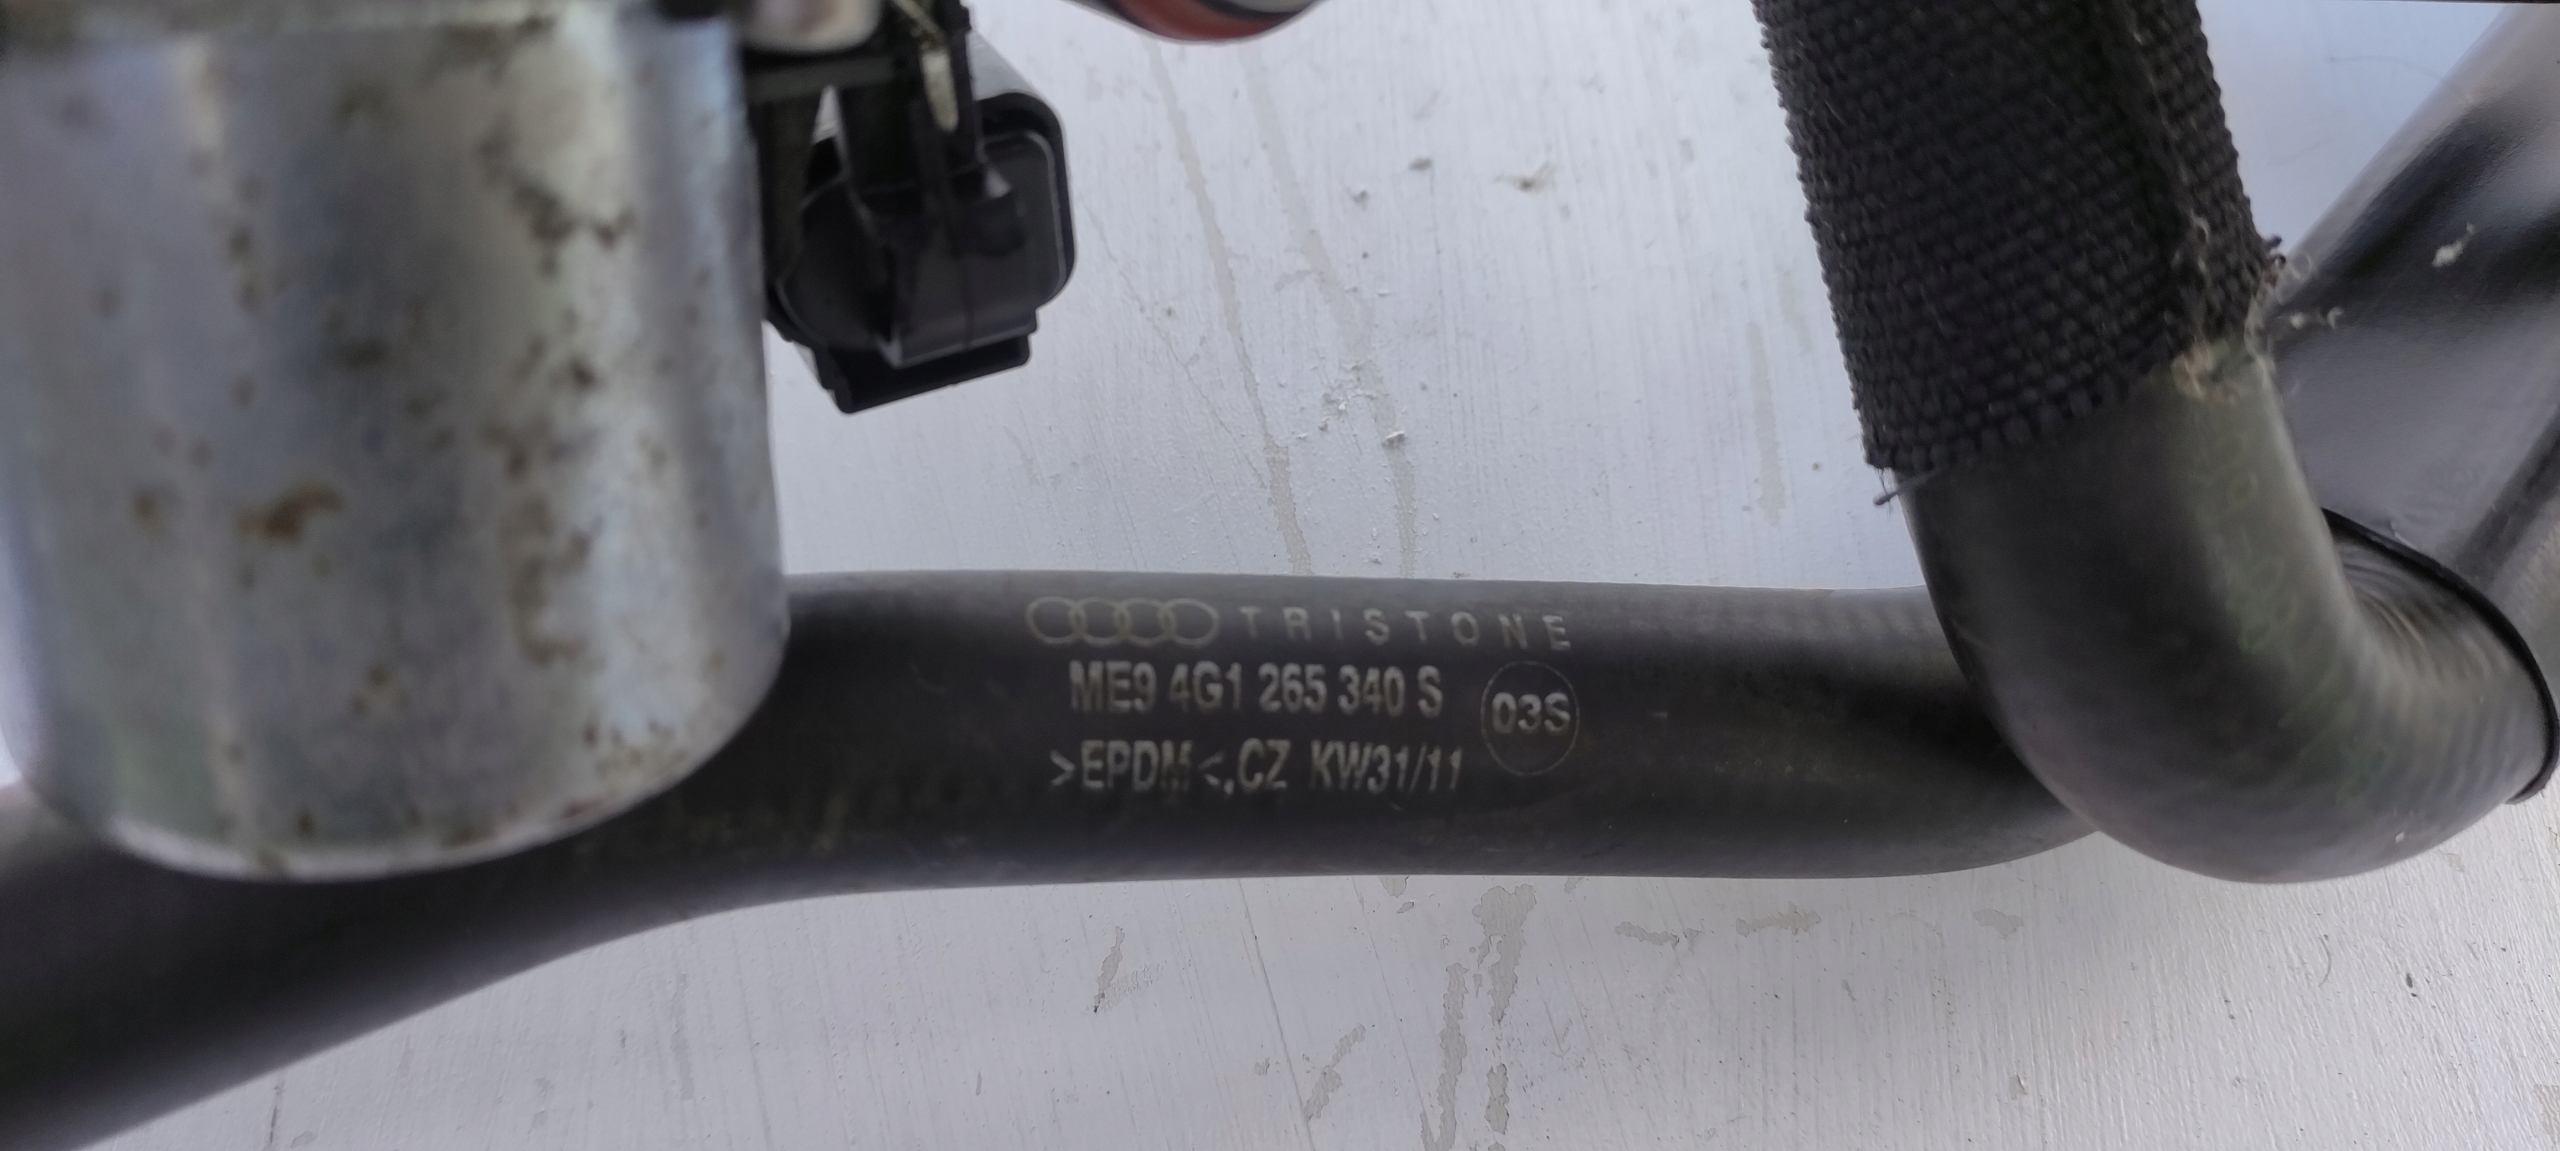 TRISTONE
ME9 4G1 265 340 S
03S
>EPDM<,CZ KW31/11